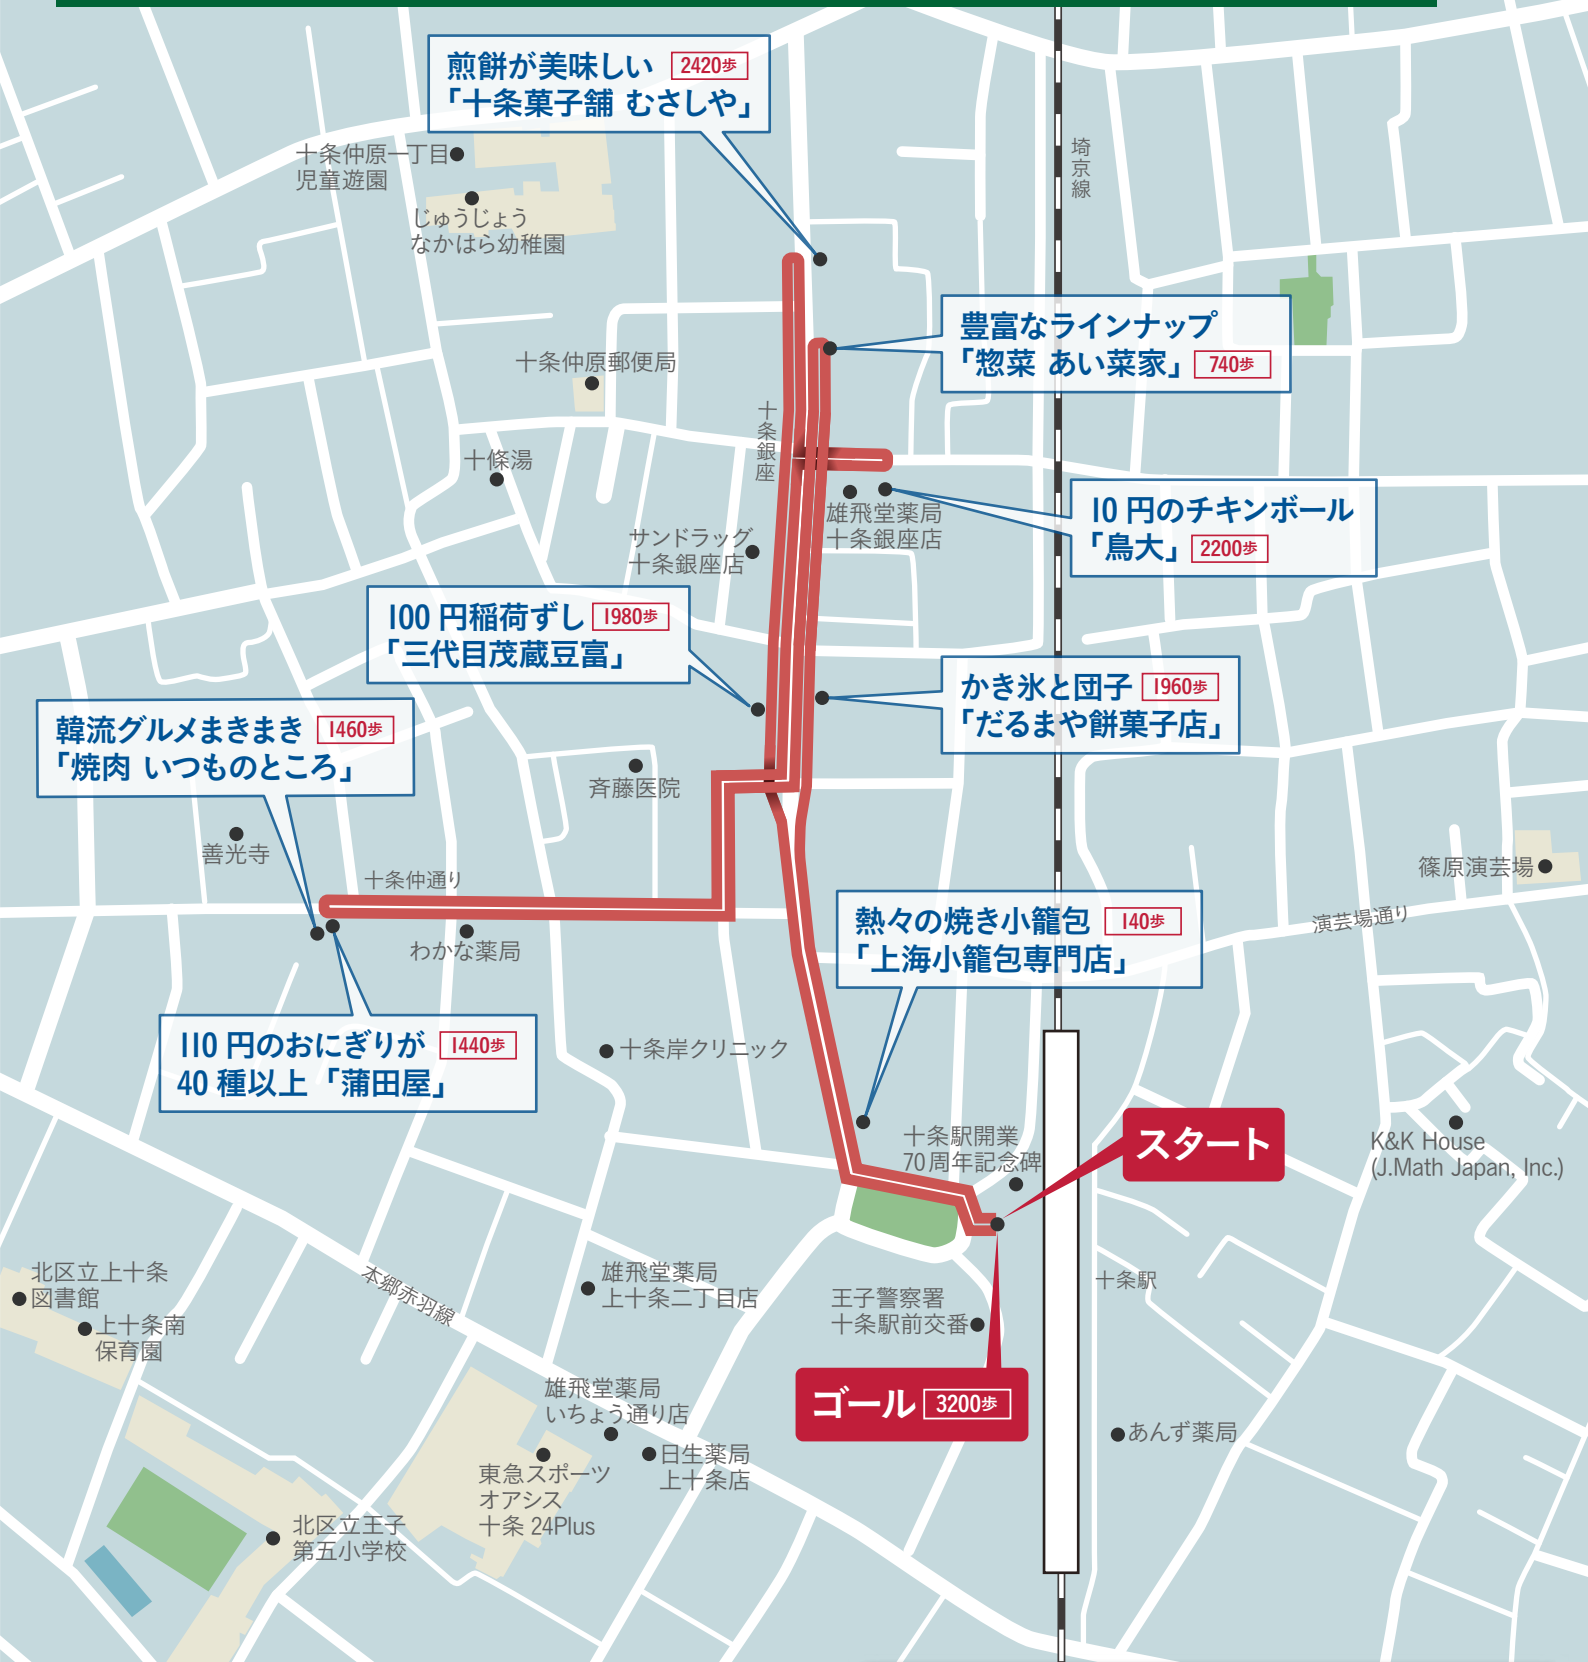 煎餅が美味しい 2420歩
「十条菓子舗 むさしや」
埼京線
十条仲原一丁目
児童遊園
じゅうじょう
なかはら幼稚園
豊富なラインナップ
「惣菜 あい菜家」 740歩
十条仲原郵便局
十条銀座
十條湯
10円のチキンボール
「鳥大」 2200歩
雄飛堂薬局
十条銀座店
サンドラッグ
十条銀座店
100円稲荷ずし 1980歩
「三代目茂蔵豆富」
かき氷と団子 1960歩
「だるまや餅菓子店」
韓流グルメまきまき 1460歩
「焼肉 いつものところ」
斉藤医院
善光寺
篠原演芸場
十条仲通り
演芸場通り
熱々の焼き小籠包 140歩
「上海小籠包専門店」
わかな薬局
110円のおにぎりが 1440歩
40種以上「蒲田屋」
十条岸クリニック
十条駅開業
70周年記念碑
スタート
K&K House
(J.Math Japan, Inc.)
北区立上十条
図書館
上十条南
保育園
本郷赤羽線
雄飛堂薬局
上十条二丁目店
十条駅
王子警察署
十条駅前交番
ゴール 3200歩
雄飛堂薬局
いちょう通り店
あんず薬局
日生薬局
上十条店
東急スポーツ
オアシス
十条 24Plus
北区立王子
第五小学校